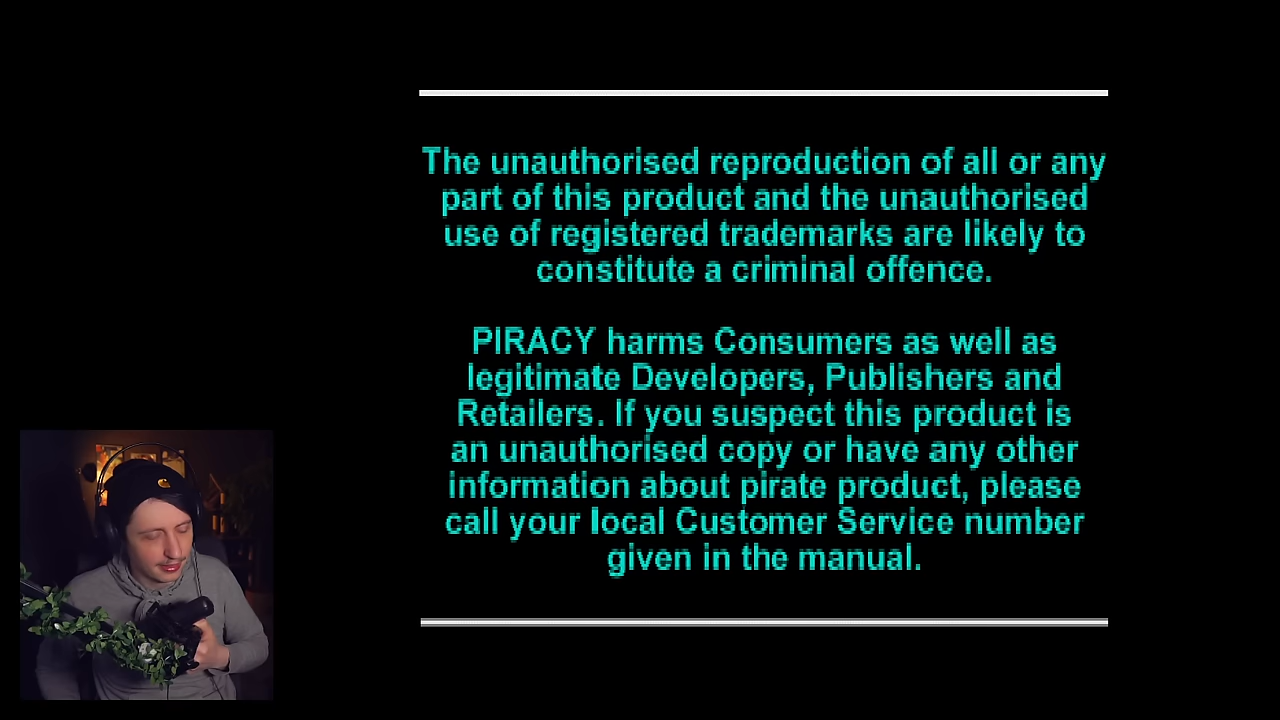 The unauthorised reproduction of all or any
part of this product and the unauthorised
use of registered trademarks are likely to
constitute a criminal offence.
PIRACY harms Consumers as well as
legitimate Developers, Publishers and
Retailers. If you suspect this product is
an unauthorised copy or have any other
information about pirate product, please
call your local Customer Service number
given in the manual.